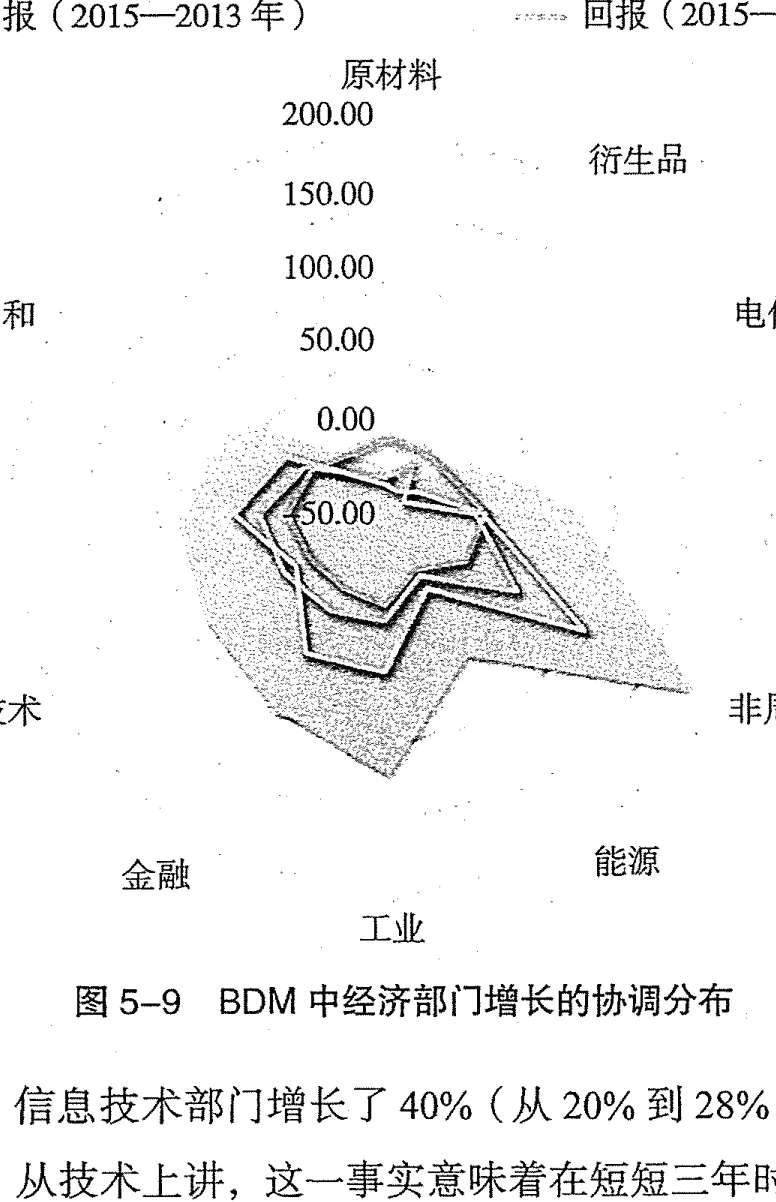 报（2015—2013 年） 回报（2015—
原材料
200.00
衍生品
150.00
100.00
和
50.00
0.00
-50.00
术
金融
能源
工业
图 5-9 BDM 中经济部门增长的协调分布
信息技术部门增长了 40%（从 20% 到 28%
从技术上讲，这一事实意味着在短短三年时